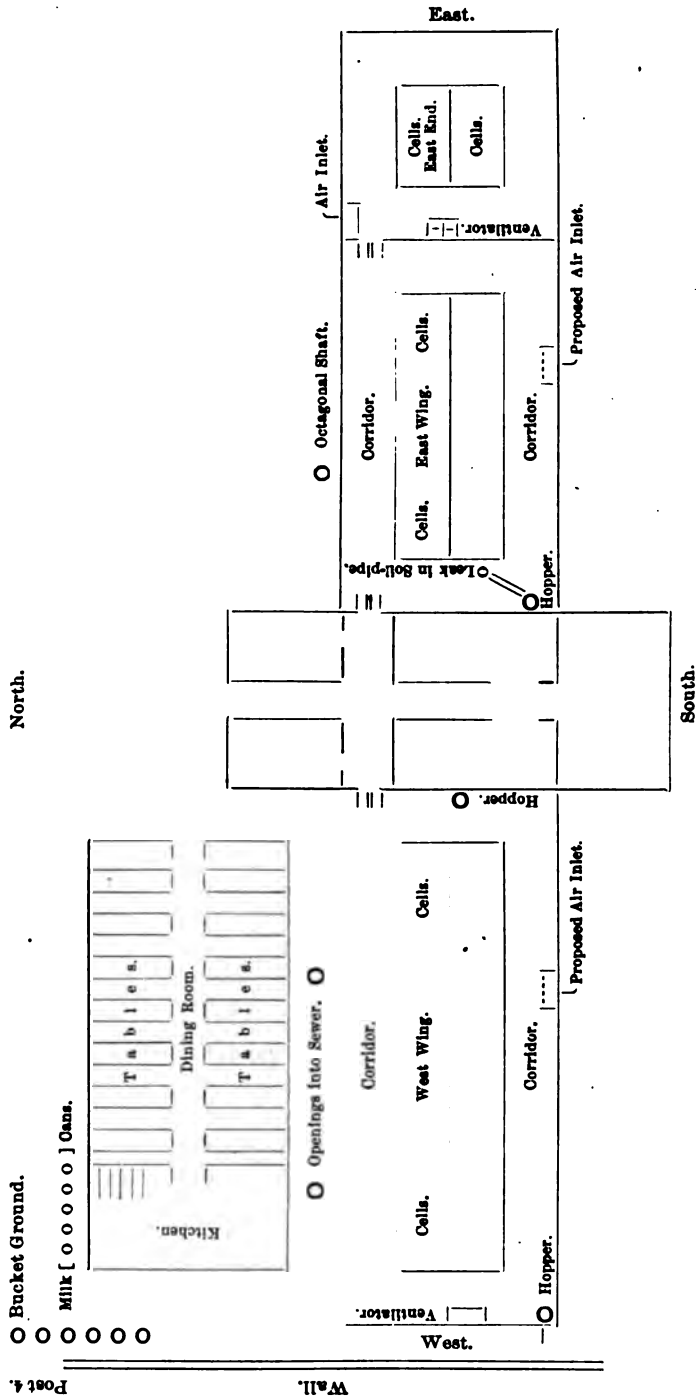 North.
Post 4.
Bucket Ground.
Milk [ o o o o o o ] Cans.
Wall.
Kitchen.
Tables.
Dining Room.
Tables.
Openings into Sewer.
Octagonal Shaft.
Air Inlet.
Corridor.
Corridor.
Ventilator.
West.
Cells. West Wing. Cells.
Hopper.
Leak in Soil-pipe.
Cells. East Wing. Cells.
Ventilator.
Cells.
East End.
Cells.
East.
Hopper.
Corridor.
Proposed Air Inlet.
Hopper.
Corridor.
Proposed Air Inlet.
South.